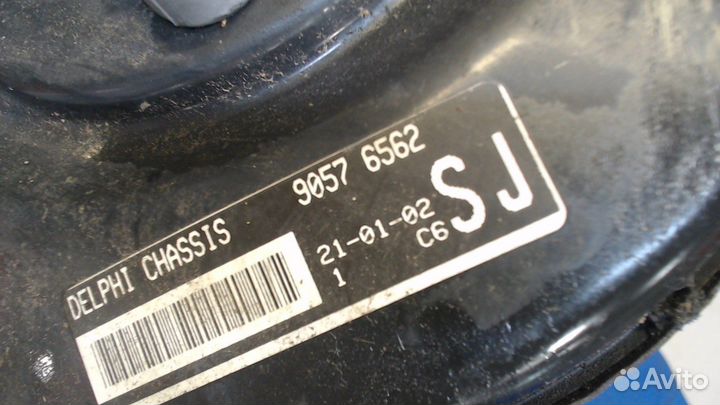 DELPHI CHASSIS 9057 6562
21-01-02
1 C6
SJ
Avito